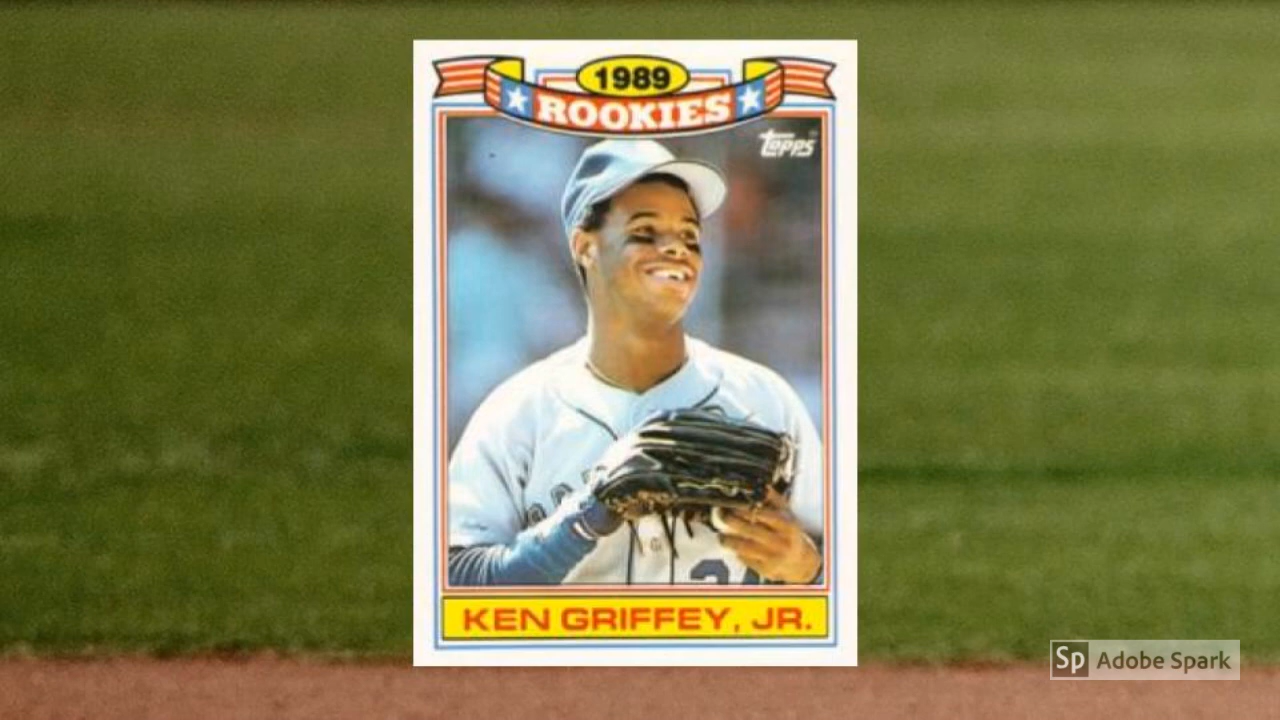 1989
ROOKIES
Topps
KEN GRIFFEY, JR.
Sp Adobe Spark